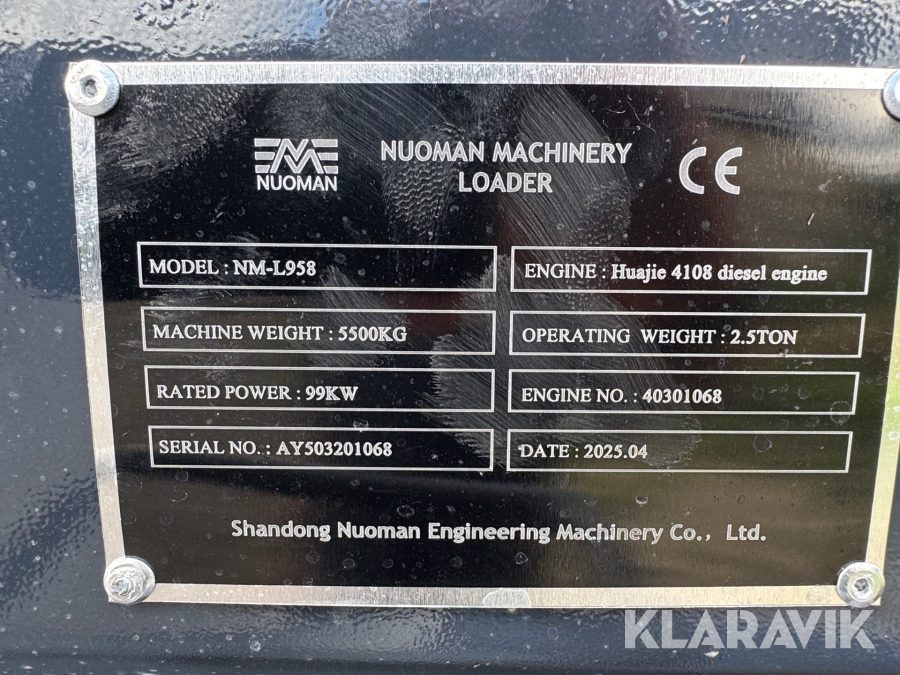 NUOMAN
NUOMAN MACHINERY
LOADER
CE
MODEL : NM-L958
ENGINE : Huajie 4108 diesel engine
MACHINE WEIGHT : 5500KG
OPERATING WEIGHT : 2.5TON
RATED POWER : 99KW
ENGINE NO. : 40301068
SERIAL NO. : AY503201068
DATE : 2025.04
Shandong Nuoman Engineering Machinery Co., Ltd.
KLARAVIK